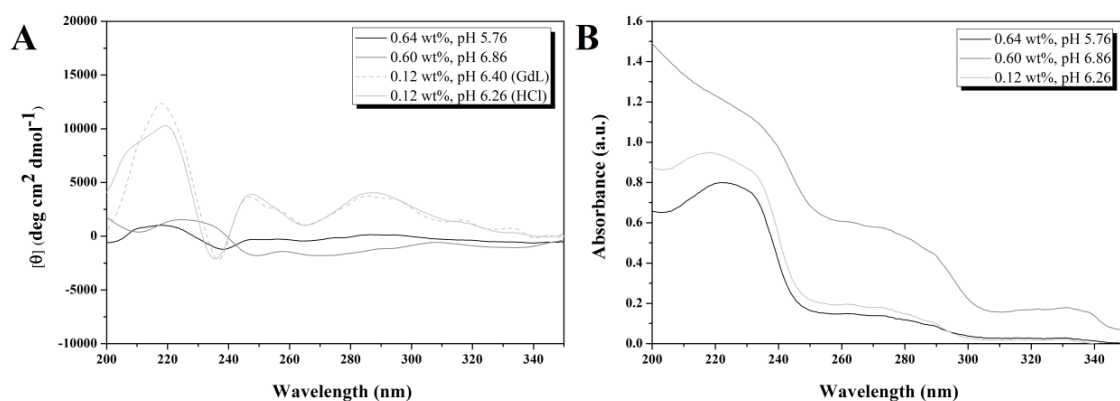 A
20000
15000
10000
5000
0
-5000
-10000
[θ] (deg cm² dmol⁻¹)
200 220 240 260 280 300 320 340
Wavelength (nm)
0.64 wt%, pH 5.76
0.60 wt%, pH 6.86
0.12 wt%, pH 6.40 (GdL)
0.12 wt%, pH 6.26 (HCl)
B
1.6
1.4
1.2
1.0
0.8
0.6
0.4
0.2
0.0
Absorbance (a.u.)
200 220 240 260 280 300 320 340
Wavelength (nm)
0.64 wt%, pH 5.76
0.60 wt%, pH 6.86
0.12 wt%, pH 6.26